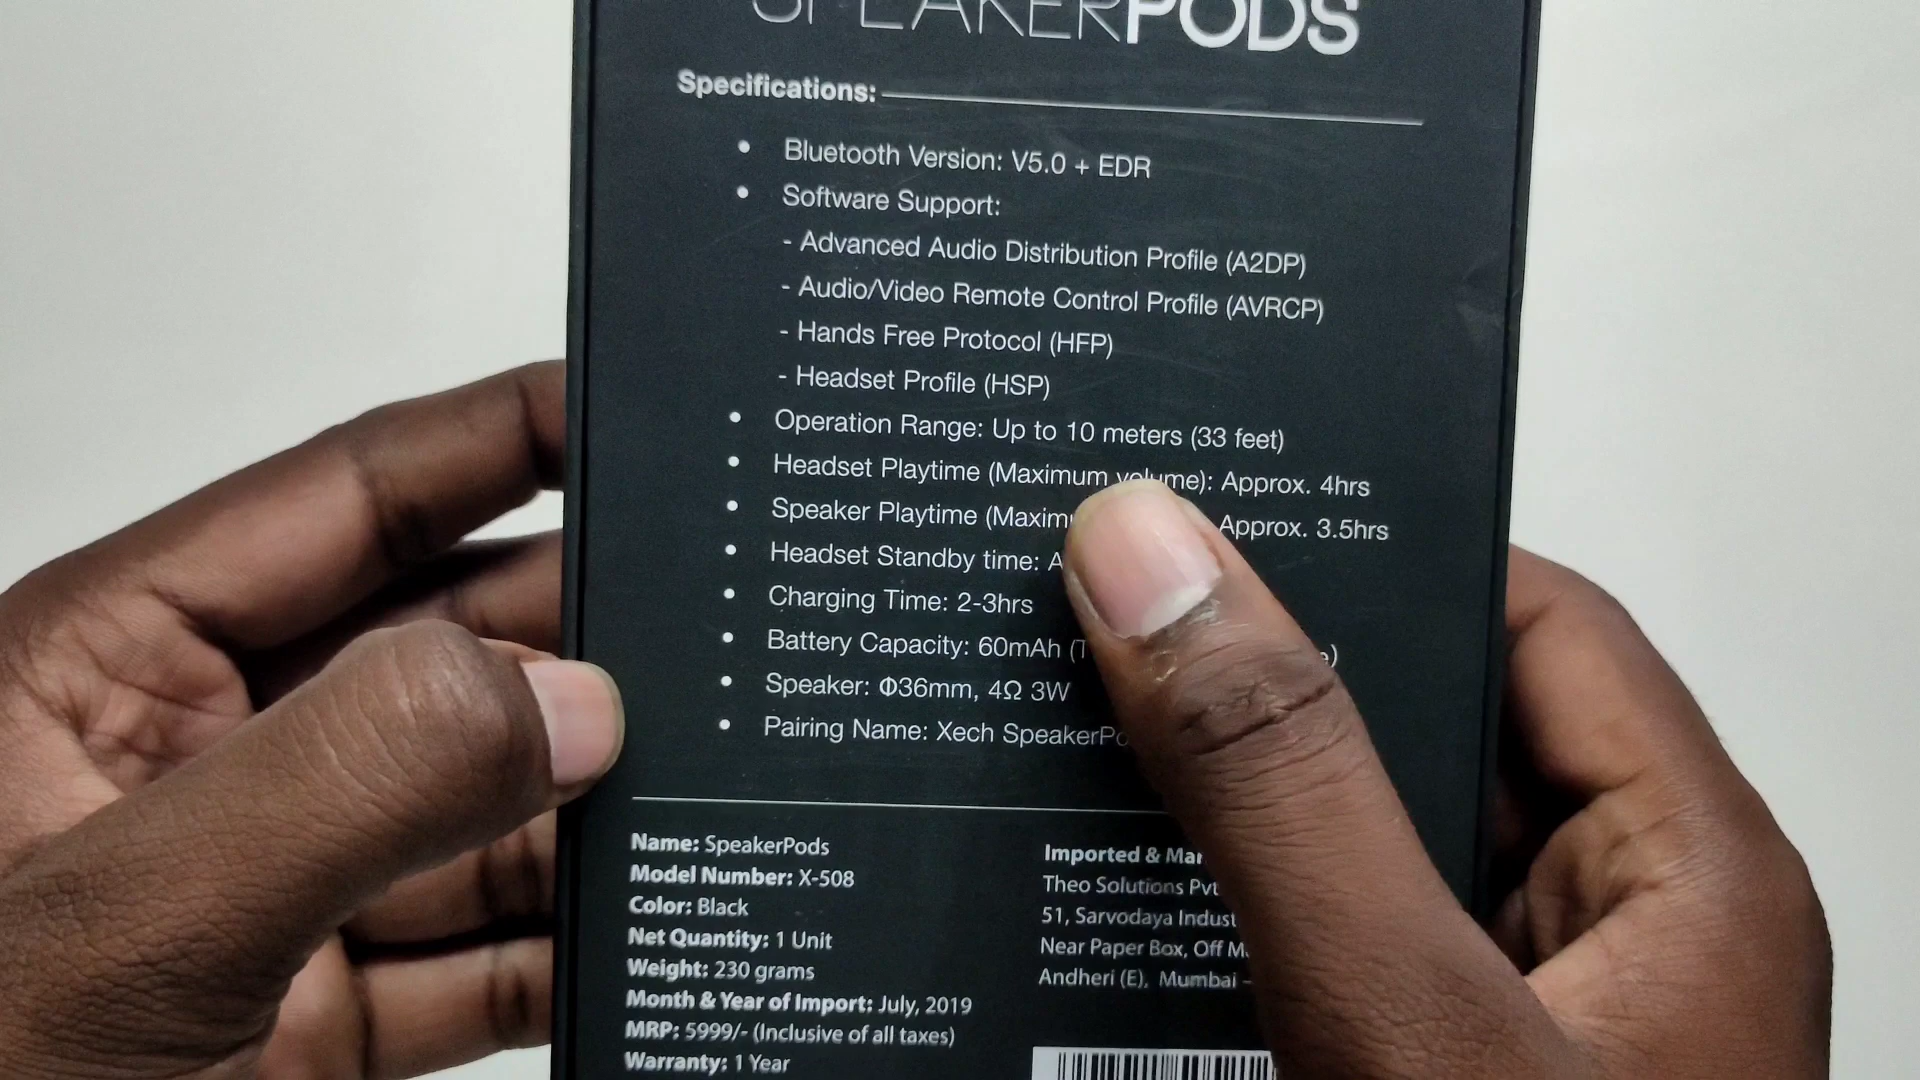 SPEAKERPODS
Specifications:
• Bluetooth Version: V5.0 + EDR
• Software Support:
- Advanced Audio Distribution Profile (A2DP)
- Audio/Video Remote Control Profile (AVRCP)
- Hands Free Protocol (HFP)
- Headset Profile (HSP)
• Operation Range: Up to 10 meters (33 feet)
• Headset Playtime (Maximum volume): Approx. 4hrs
• Speaker Playtime (Maxim Approx. 3.5hrs
• Headset Standby time: A
• Charging Time: 2-3hrs
• Battery Capacity: 60mAh (T
• Speaker: Φ36mm, 4Ω 3W
• Pairing Name: Xech SpeakerPo
Name: SpeakerPods
Model Number: X-508
Color: Black
Net Quantity: 1 Unit
Weight: 230 grams
Month & Year of Import: July, 2019
MRP: 5999/- (Inclusive of all taxes)
Warranty: 1 Year
Imported & Mar
Theo Solutions Pvt
51, Sarvodaya Indust
Near Paper Box, Off M
Andheri (E), Mumbai –